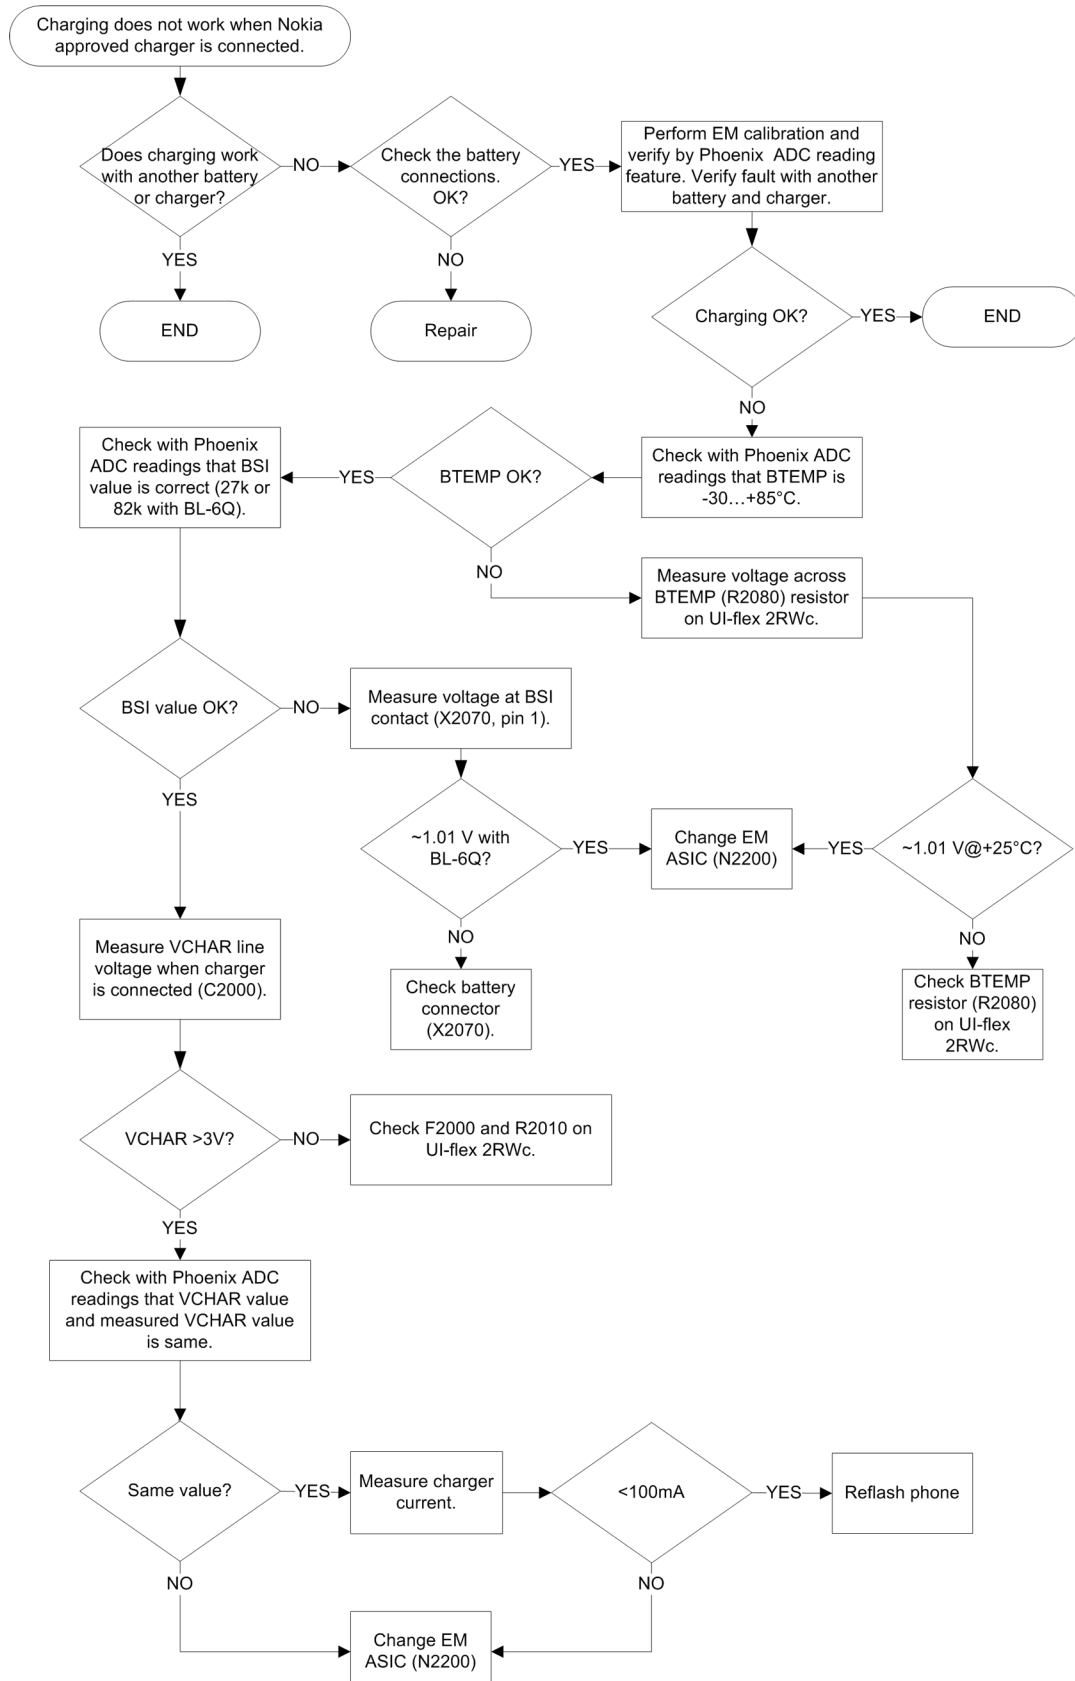 Charging does not work when Nokia
approved charger is connected.
Does charging work
with another battery
or charger?
NO
Check the battery
connections.
OK?
YES
Perform EM calibration and
verify by Phoenix  ADC reading
feature. Verify fault with another
battery and charger.
YES
END
NO
Repair
Charging OK?
YES
END
NO
Check with Phoenix ADC
readings that BTEMP is
-30…+85°C.
BTEMP OK?
YES
Check with Phoenix
ADC readings that BSI
value is correct (27k or
82k with BL-6Q).
NO
Measure voltage across
BTEMP (R2080) resistor
on UI-flex 2RWc.
BSI value OK?
NO
Measure voltage at BSI
contact (X2070, pin 1).
YES
~1.01 V with
BL-6Q?
YES
Change EM
ASIC (N2200)
YES
~1.01 V@+25°C?
NO
Check battery
connector
(X2070).
NO
Check BTEMP
resistor (R2080)
on UI-flex
2RWc.
Measure VCHAR line
voltage when charger
is connected (C2000).
VCHAR >3V?
NO
Check F2000 and R2010 on
UI-flex 2RWc.
YES
Check with Phoenix ADC
readings that VCHAR value
and measured VCHAR value
is same.
Same value?
YES
Measure charger
current.
<100mA
YES
Reflash phone
NO
NO
Change EM
ASIC (N2200)